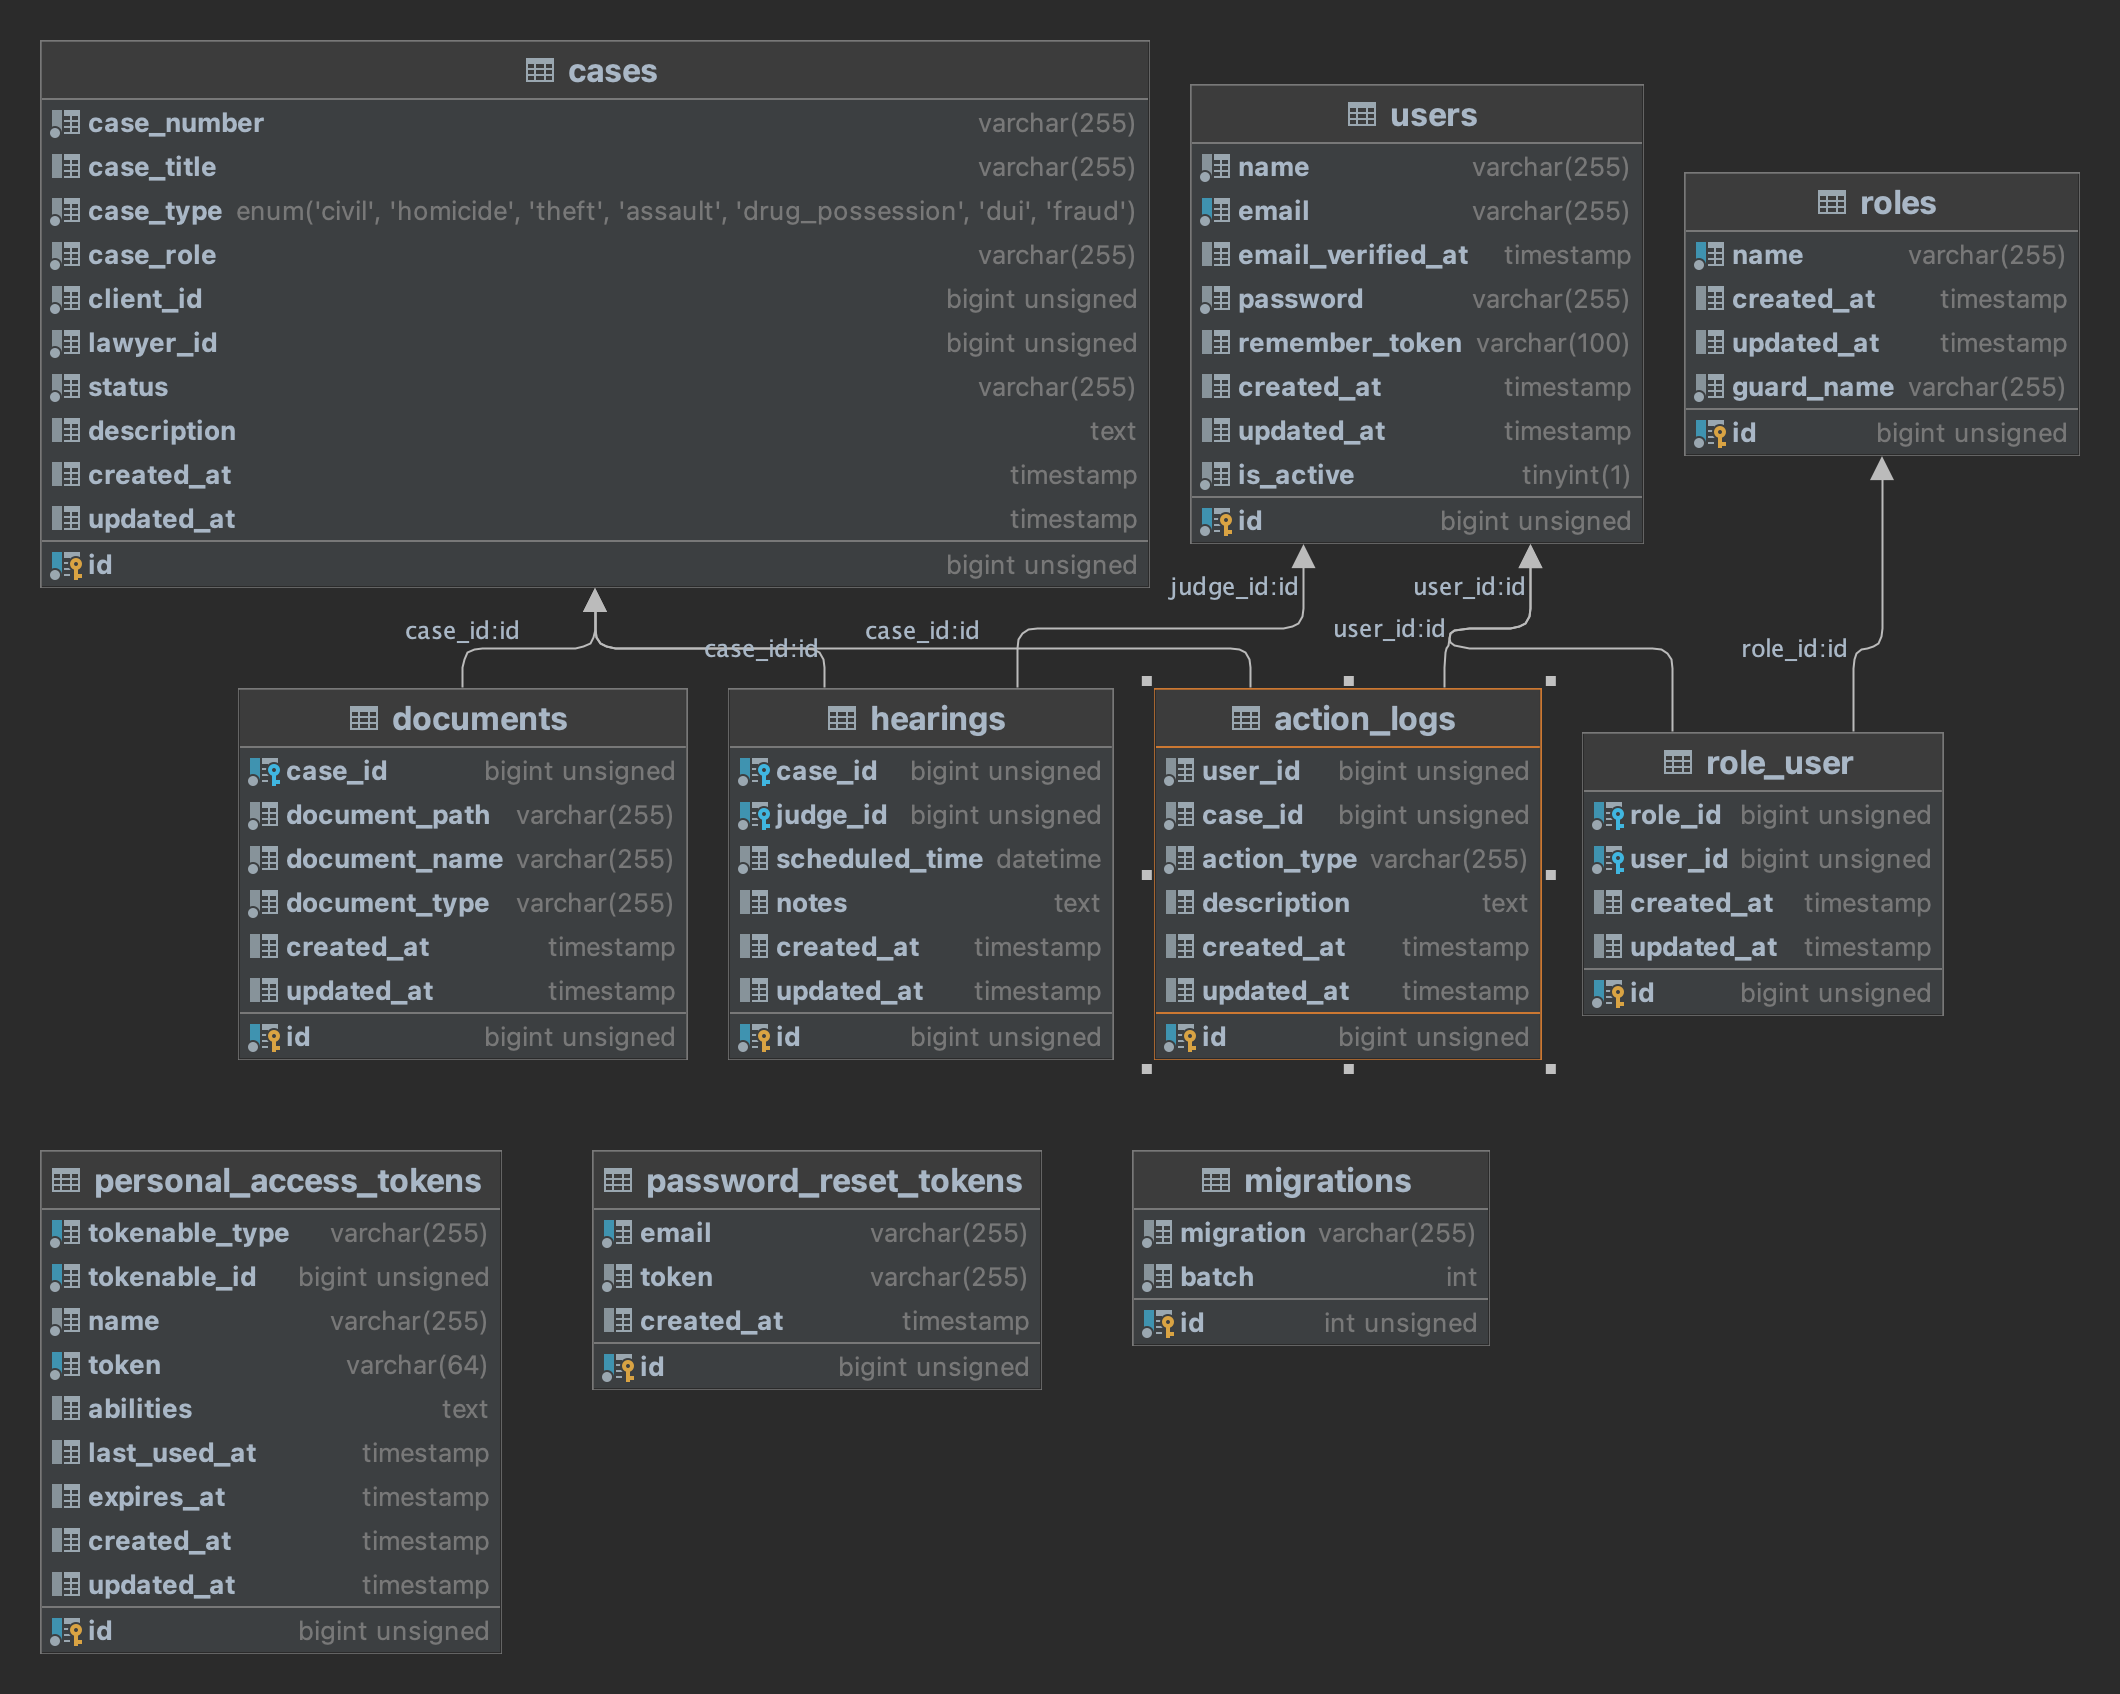 cases
case_number varchar(255)
case_title varchar(255)
case_type enum('civil', 'homicide', 'theft', 'assault', 'drug_possession', 'dui', 'fraud')
case_role varchar(255)
client_id bigint unsigned
lawyer_id bigint unsigned
status varchar(255)
description text
created_at timestamp
updated_at timestamp
id bigint unsigned
users
name varchar(255)
email varchar(255)
email_verified_at timestamp
password varchar(255)
remember_token varchar(100)
created_at timestamp
updated_at timestamp
is_active tinyint(1)
id bigint unsigned
roles
name varchar(255)
created_at timestamp
updated_at timestamp
guard_name varchar(255)
id bigint unsigned
judge_id:id
user_id:id
case_id:id
case_id:id
case_id:id
user_id:id
role_id:id
documents
case_id bigint unsigned
document_path varchar(255)
document_name varchar(255)
document_type varchar(255)
created_at timestamp
updated_at timestamp
id bigint unsigned
hearings
case_id bigint unsigned
judge_id bigint unsigned
scheduled_time datetime
notes text
created_at timestamp
updated_at timestamp
id bigint unsigned
action_logs
user_id bigint unsigned
case_id bigint unsigned
action_type varchar(255)
description text
created_at timestamp
updated_at timestamp
id bigint unsigned
role_user
role_id bigint unsigned
user_id bigint unsigned
created_at timestamp
updated_at timestamp
id bigint unsigned
personal_access_tokens
tokenable_type varchar(255)
tokenable_id bigint unsigned
name varchar(255)
token varchar(64)
abilities text
last_used_at timestamp
expires_at timestamp
created_at timestamp
updated_at timestamp
id bigint unsigned
password_reset_tokens
email varchar(255)
token varchar(255)
created_at timestamp
id bigint unsigned
migrations
migration varchar(255)
batch int
id int unsigned